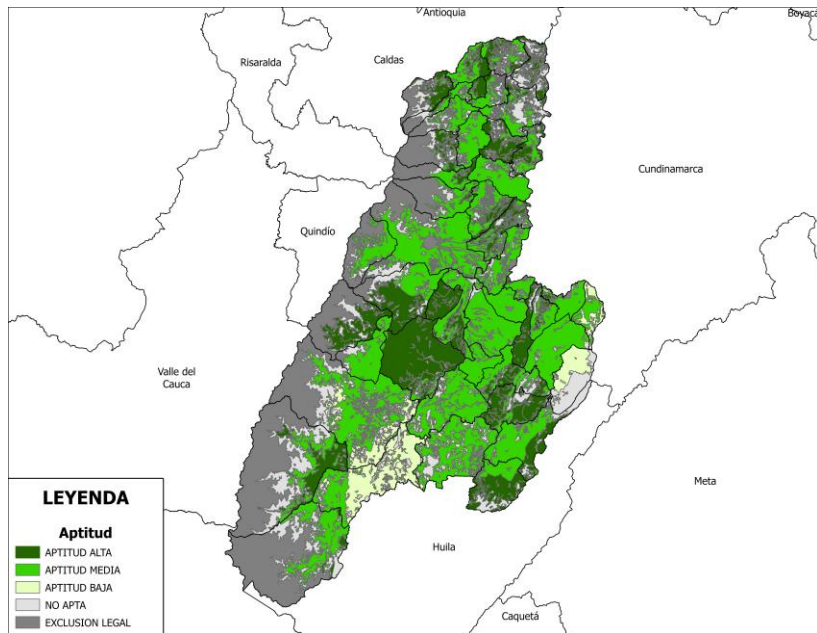 Antioquia
Boyacá
Risaralda
Caldas
Cundinamarca
Quindío
Valle del
Cauca
Meta
Huila
Caquetá
LEYENDA
Aptitud
APTITUD ALTA
APTITUD MEDIA
APTITUD BAJA
NO APTA
EXCLUSION LEGAL